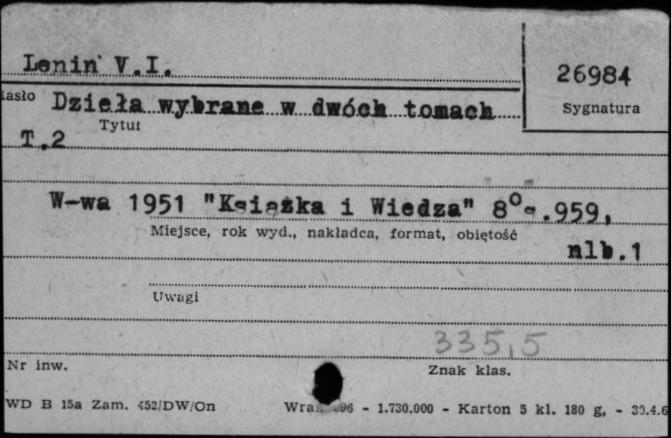 Lenin V.I.
26984
Sygnatura
Hasło Dzieła wybrane w dwóch tomach
Tytuł
T.2
W-wa 1951 "Książka i Wiedza" 8°s.959,
Miejsce, rok wyd., nakładca, format, objętość
nlb.1
Uwagi
335,5
Nr inw.
Znak klas.
WD B 15a Zam. 452/DW/On
- 1.730.000 - Karton 5 kl. 180 g, -